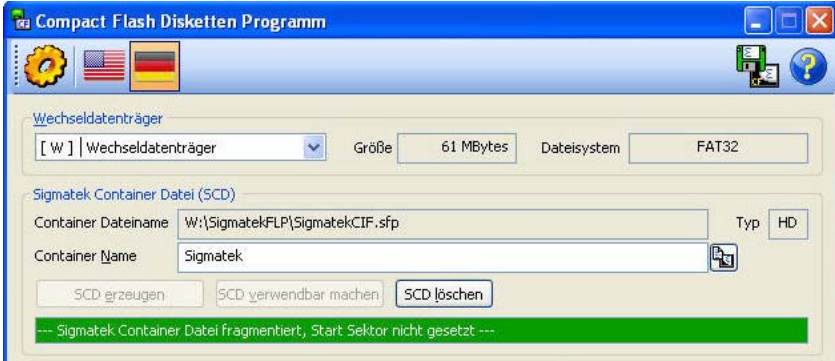 Compact Flash Disketten Programm
Wechseldatenträger
[ W ] | Wechseldatenträger Größe 61 MBytes Dateisystem FAT32
Sigmatek Container Datei (SCD)
Container Dateiname W:\SigmatekFLP\SigmatekCIF.sfp Typ HD
Container Name Sigmatek
SCD erzeugen SCD verwendbar machen SCD löschen
--- Sigmatek Container Datei fragmentiert, Start Sektor nicht gesetzt ---